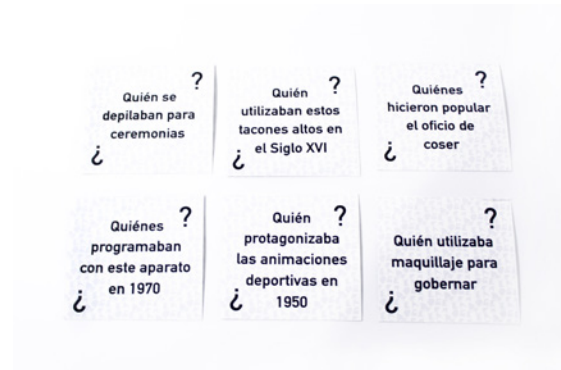 ¿ Quién se ?
depilaban para
ceremonias
¿ Quién ?
utilizaban estos
tacones altos en
el Siglo XVI
¿ Quiénes ?
hicieron popular
el oficio de
coser
¿ Quiénes ?
programaban
con este aparato
en 1970
¿ Quién ?
protagonizaba
las animaciones
deportivas en
1950
¿ ?
Quién utilizaba
maquillaje para
gobernar